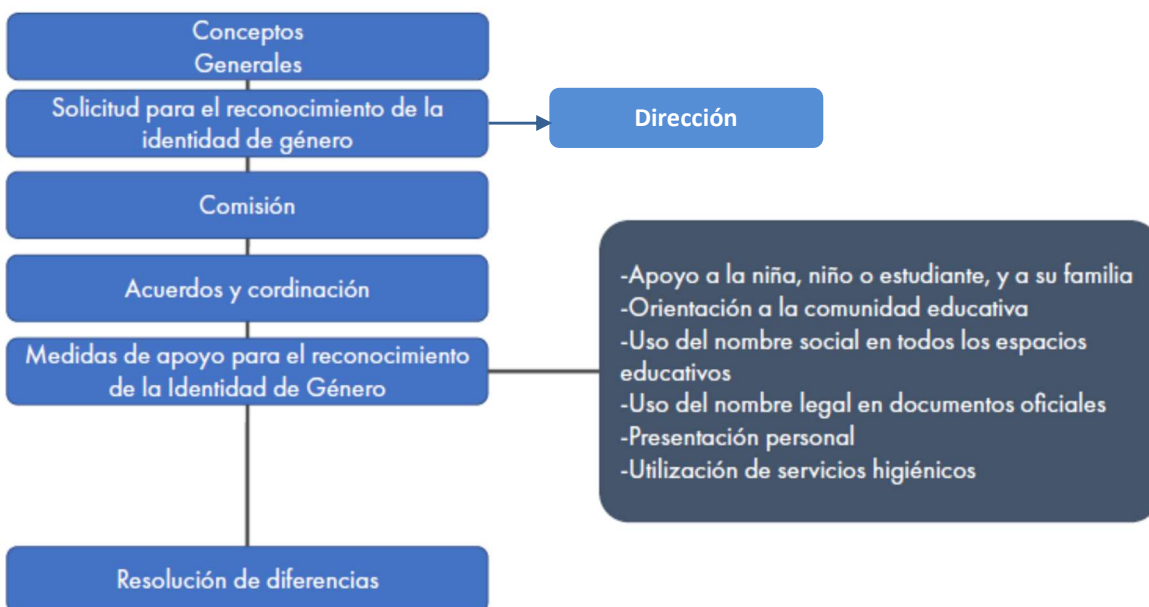 Conceptos
Generales
Solicitud para el reconocimiento de la
identidad de género
Dirección
Comisión
Acuerdos y cordinación
Medidas de apoyo para el reconocimiento
de la Identidad de Género
-Apoyo a la niña, niño o estudiante, y a su familia
-Orientación a la comunidad educativa
-Uso del nombre social en todos los espacios
educativos
-Uso del nombre legal en documentos oficiales
-Presentación personal
-Utilización de servicios higiénicos
Resolución de diferencias